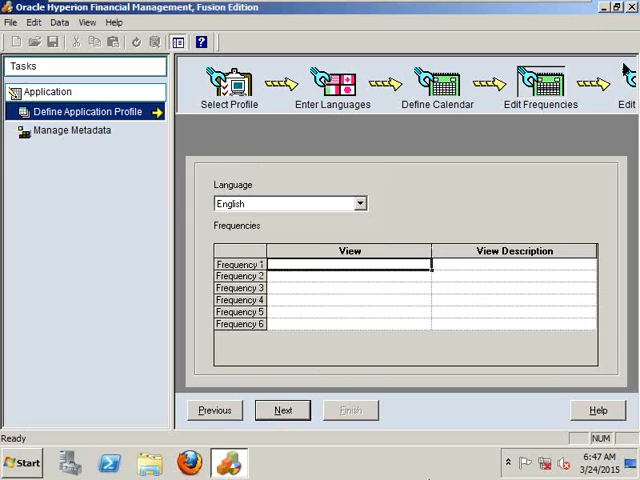 Oracle Hyperion Financial Management, Fusion Edition
File Edit Data View Help
Tasks
Application
Define Application Profile
Manage Metadata
Select Profile Enter Languages Define Calendar Edit Frequencies Edit
Language
English
Frequencies
View View Description
Frequency 1
Frequency 2
Frequency 3
Frequency 4
Frequency 5
Frequency 6
Previous Next Finish Help
Ready NUM
Start
6:47 AM
3/24/2015